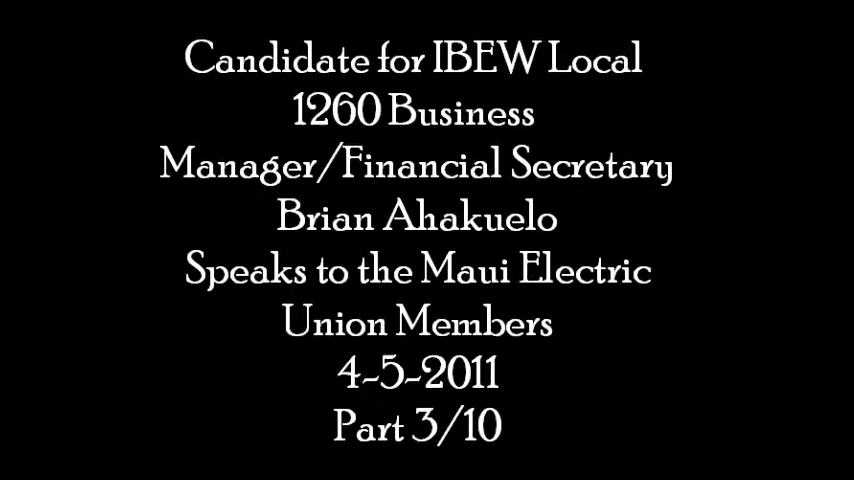 Candidate for IBEW Local
1260 Business
Manager/Financial Secretary
Brian Ahakuelo
Speaks to the Maui Electric
Union Members
4-5-2011
Part 3/10